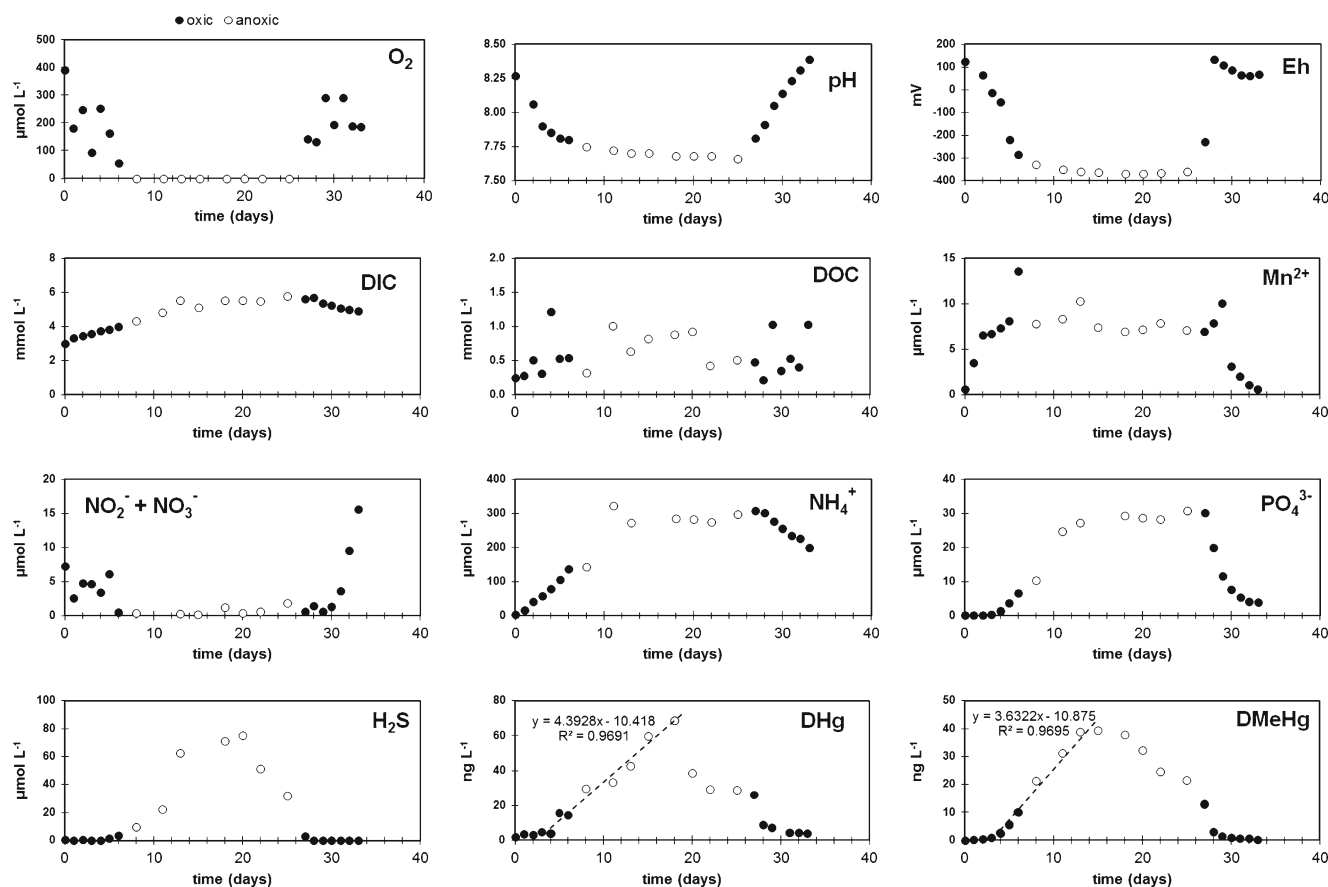 ● oxic ○ anoxic
500
400
300
200
100
0
0 10 20 30 40
µmol L⁻¹
time (days)
O₂
8.50
8.25
8.00
7.75
7.50
0 10 20 30 40
time (days)
pH
200
100
0
-100
-200
-300
-400
0 10 20 30 40
mV
time (days)
Eh
8
6
4
2
0
0 10 20 30 40
mmol L⁻¹
time (days)
DIC
2.0
1.5
1.0
0.5
0.0
0 10 20 30 40
mmol L⁻¹
time (days)
DOC
15
10
5
0
0 10 20 30 40
µmol L⁻¹
time (days)
Mn²⁺
20
15
10
5
0
0 10 20 30 40
µmol L⁻¹
time (days)
NO₂⁻ + NO₃⁻
400
300
200
100
0
0 10 20 30 40
µmol L⁻¹
time (days)
NH₄⁺
40
30
20
10
0
0 10 20 30 40
µmol L⁻¹
time (days)
PO₄³⁻
100
80
60
40
20
0
0 10 20 30 40
µmol L⁻¹
time (days)
H₂S
80
60
40
20
0
0 10 20 30 40
ng L⁻¹
time (days)
y = 4.3928x - 10.418
R² = 0.9691
DHg
50
40
30
20
10
0
0 10 20 30 40
ng L⁻¹
time (days)
y = 3.6322x - 10.875
R² = 0.9695
DMeHg